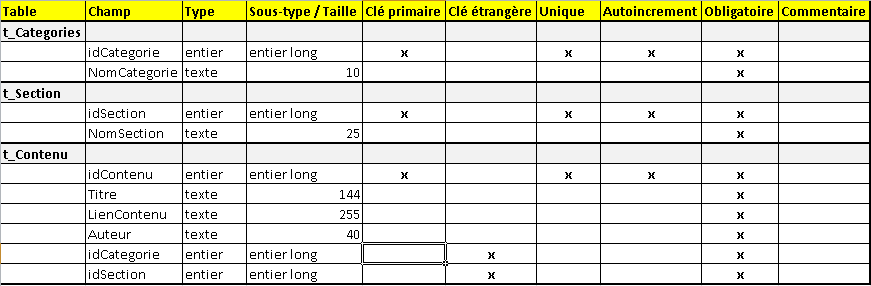 Table Champ Type Sous-type / Taille Clé primaire Clé étrangère Unique Autoincrement Obligatoire Commentaire
t_Categories
idCategorie entier entier long x x x x
NomCategorie texte 10 x
t_Section
idSection entier entier long x x x x
NomSection texte 25 x
t_Contenu
idContenu entier entier long x x x x
Titre texte 144 x
LienContenu texte 255 x
Auteur texte 40 x
idCategorie entier entier long x x
idSection entier entier long x x